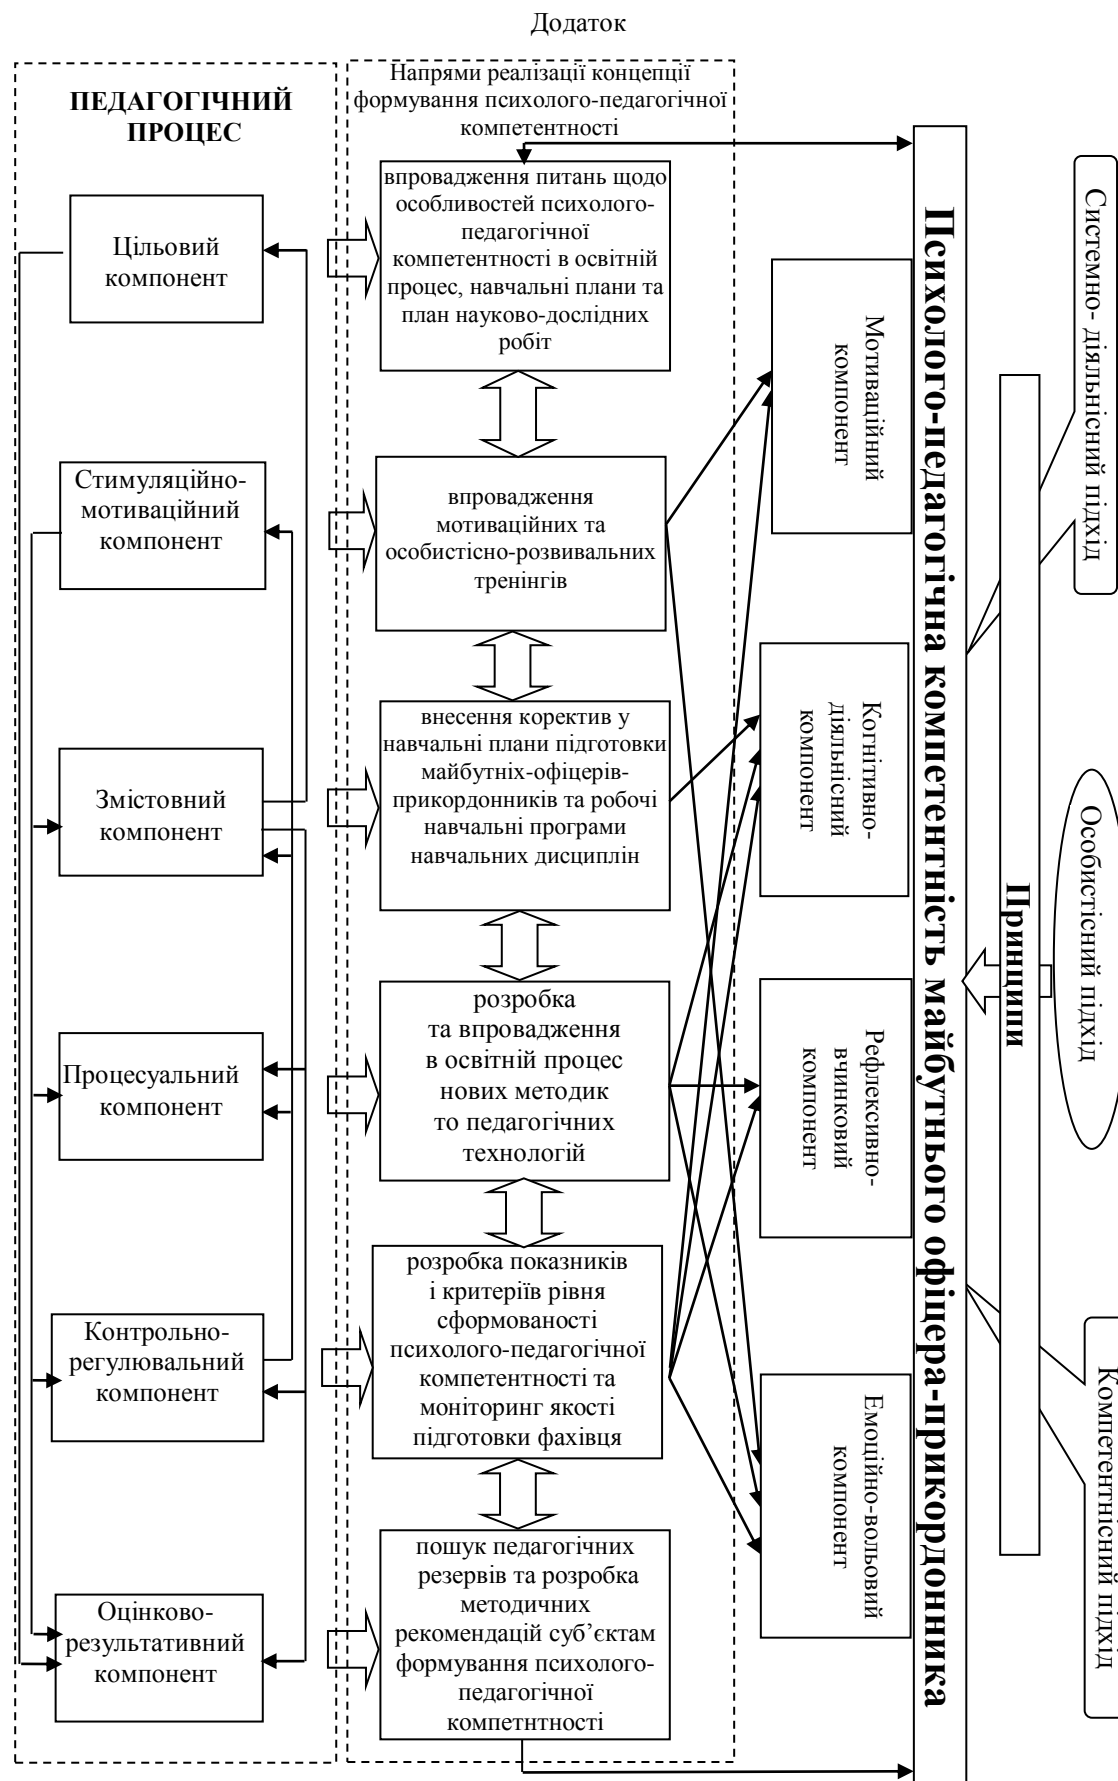 Додаток
ПЕДАГОГІЧНИЙ
ПРОЦЕС
Цільовий
компонент
Стимуляційно-
мотиваційний
компонент
Змістовний
компонент
Процесуальний
компонент
Контрольно-
регулювальний
компонент
Оцінково-
результативний
компонент
Напрями реалізації концепції
формування психолого-педагогічної
компетентності
впровадження питань щодо
особливостей психолого-
педагогічної
компетентності в освітній
процес, навчальні плани та
план науково-дослідних
робіт
впровадження
мотиваційних та
особистісно-розвивальних
тренінгів
внесення коректив у
навчальні плани підготовки
майбутніх-офіцерів-
прикордонників та робочі
навчальні програми
навчальних дисциплін
розробка
та впровадження
в освітній процес
нових методик
то педагогічних
технологій
розробка показників
і критеріїв рівня
сформованості
психолого-педагогічної
компетентності та
моніторинг якості
підготовки фахівця
пошук педагогічних
резервів та розробка
методичних
рекомендацій суб’єктам
формування психолого-
педагогічної
компетнтності
Мотиваційний
компонент
Когнітивно-
діяльнісний
компонент
Рефлексивно-
вчинковий
компонент
Емоційно-вольовий
компонент
Психолого-педагогічна компетентність майбутнього офіцера-прикордонника
Принципи
Системно- діяльнісний підхід
Особистісний підхід
Компетентнісний підхід